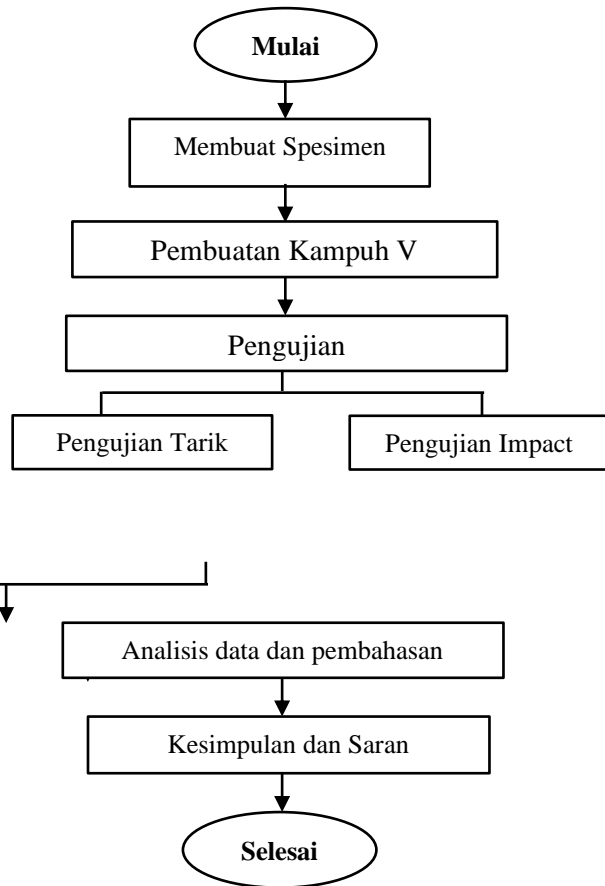 Mulai
Membuat Spesimen
Pembuatan Kampuh V
Pengujian
Pengujian Tarik
Pengujian Impact
Analisis data dan pembahasan
Kesimpulan dan Saran
Selesai